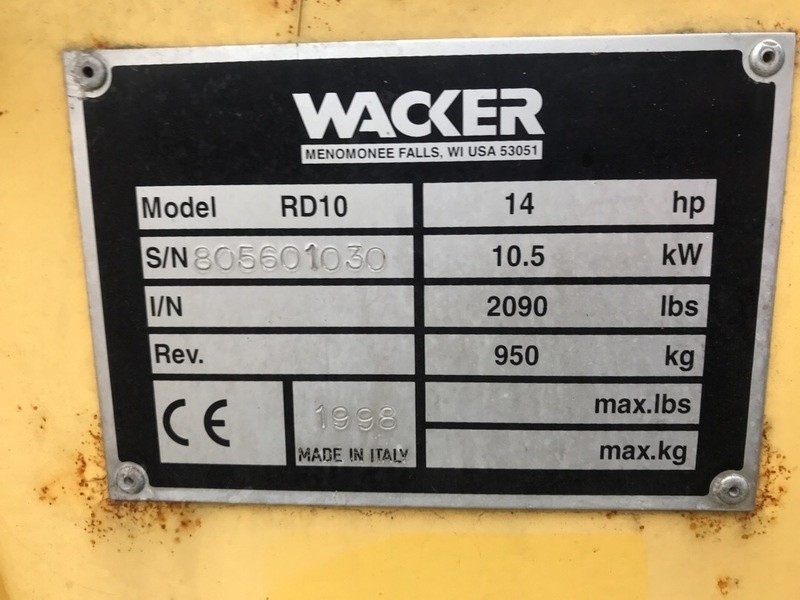 WACKER
MENOMONEE FALLS, WI USA 53051
Model RD10 14 hp
S/N 805601030 10.5 kW
I/N 2090 lbs
Rev. 950 kg
CE 1998 max.lbs
MADE IN ITALY max.kg